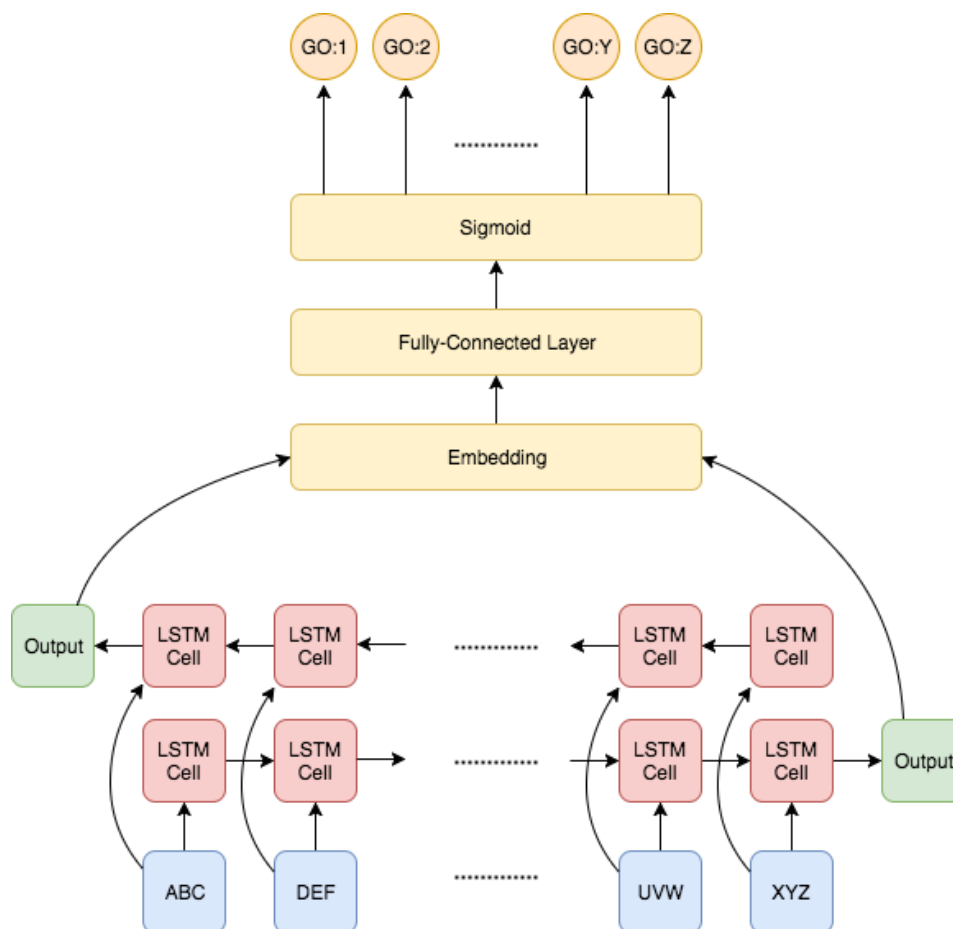 GO:1 GO:2 GO:Y GO:Z
Sigmoid
Fully-Connected Layer
Embedding
Output
LSTM
Cell
LSTM
Cell
LSTM
Cell
LSTM
Cell
LSTM
Cell
LSTM
Cell
LSTM
Cell
LSTM
Cell
Output
ABC DEF UVW XYZ